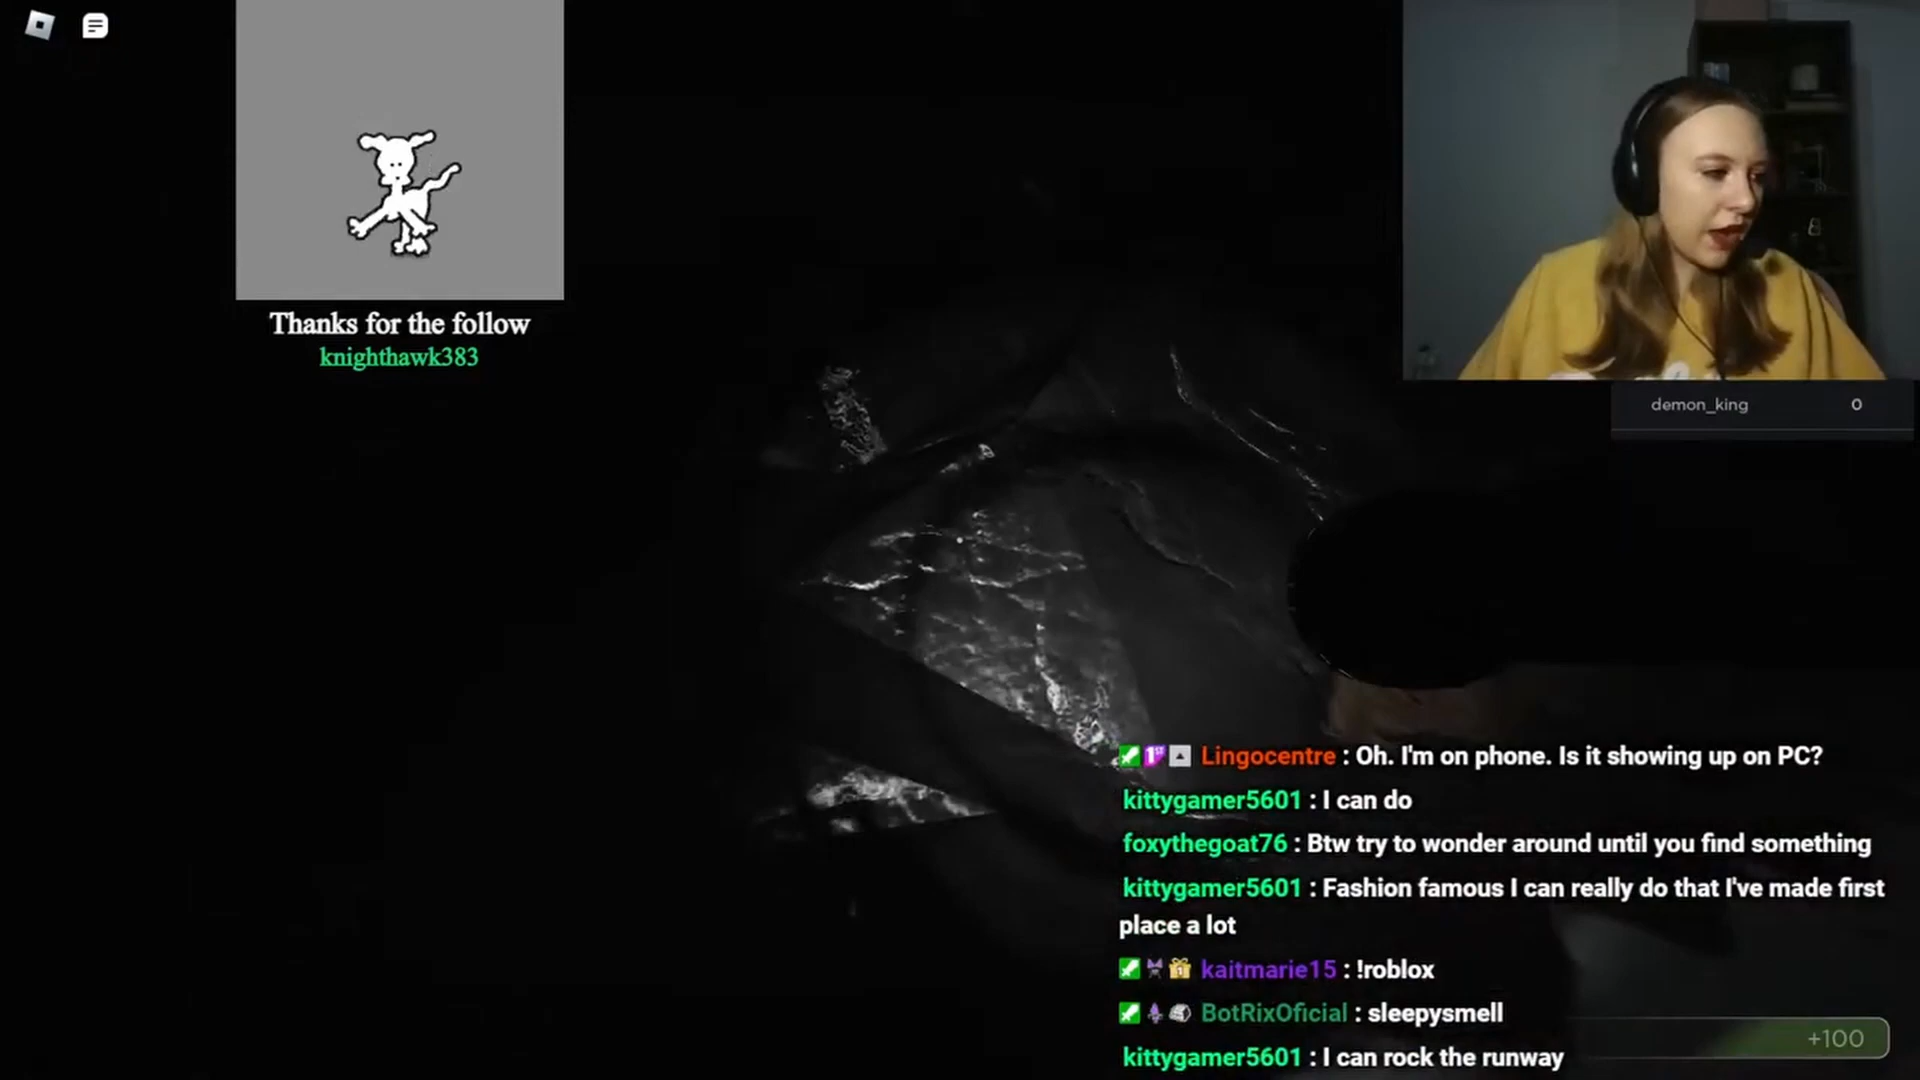 Thanks for the follow
knighthawk383
demon_king 0
Lingocentre : Oh. I'm on phone. Is it showing up on PC?
kittygamer5601 : I can do
foxythegoat76 : Btw try to wonder around until you find something
kittygamer5601 : Fashion famous I can really do that I've made first
place a lot
kaitmarie15 : !roblox
BotRixOficial : sleepysmell
kittygamer5601 : I can rock the runway
+100